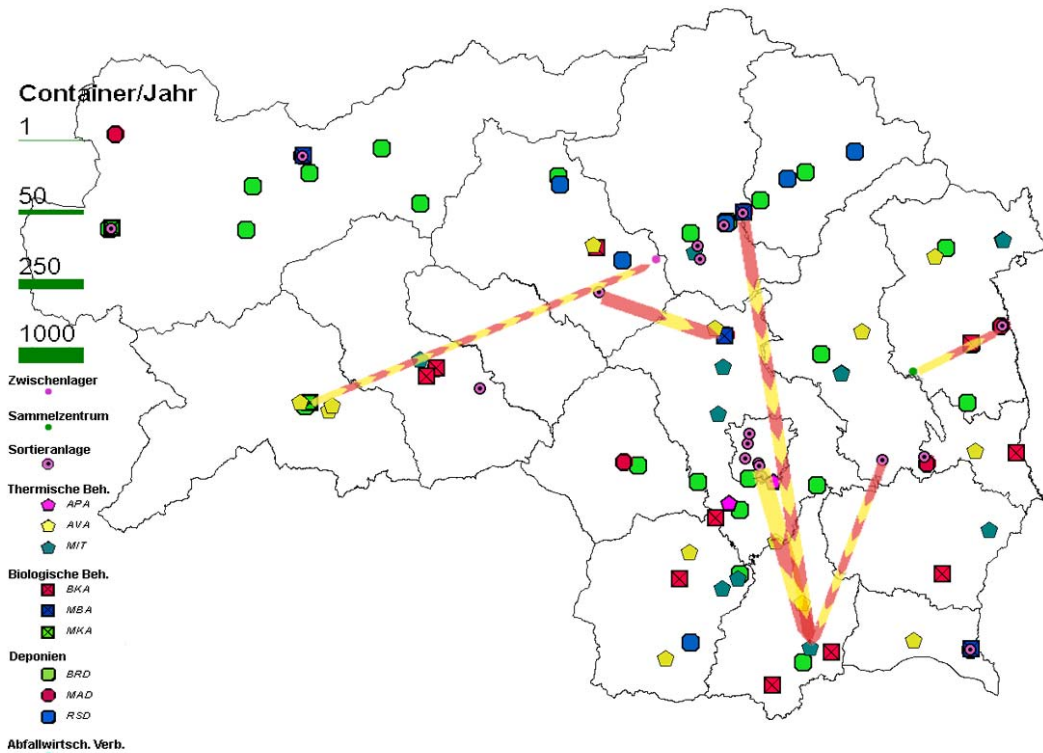 Container/Jahr
1
50
250
1000
Zwischenlager
Sammelzentrum
Sortieranlage
Thermische Beh.
APA
AVA
MIT
Biologische Beh.
BKA
MBA
MKA
Deponien
BRD
MAD
RSD
Abfallwirtsch. Verb.